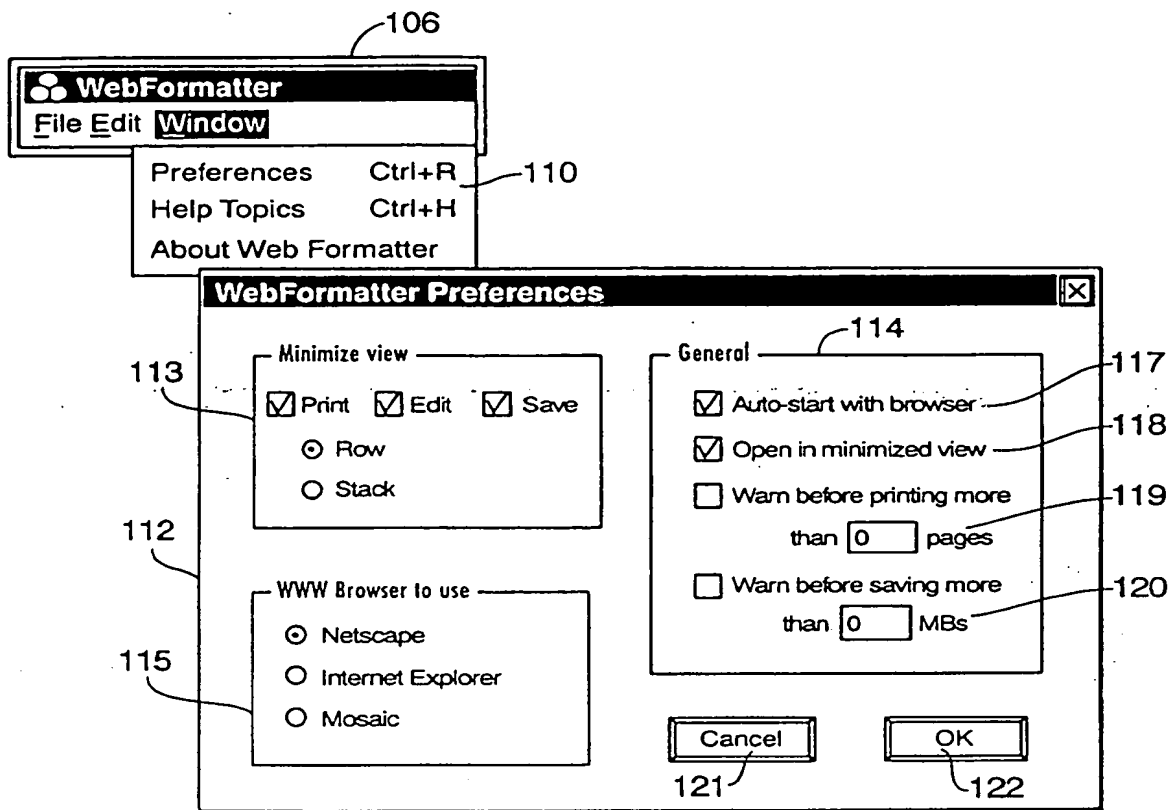 106
WebFormatter
File Edit Window
Preferences Ctrl+R
110
Help Topics Ctrl+H
About Web Formatter
WebFormatter Preferences
112
113
Minimize view
Print Edit Save
Row
Stack
114
General
Auto-start with browser
117
Open in minimized view
118
Warn before printing more
than 0 pages
119
Warn before saving more
than 0 MBs
120
115
WWW Browser to use
Netscape
Internet Explorer
Mosaic
Cancel
121
OK
122